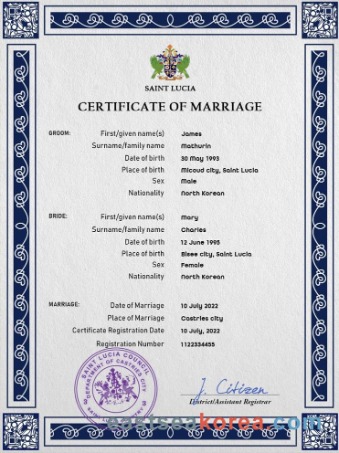 SAINT LUCIA
CERTIFICATE OF MARRIAGE
GROOM: First/given name(s) James
Surname/family name Mathurin
Date of birth 30 May 1993
Place of birth Micoud city, Saint Lucia
Sex Male
Nationality North Korean
BRIDE: First/given name(s) Mary
Surname/family name Charles
Date of birth 12 June 1995
Place of birth Bisee city, Saint Lucia
Sex Female
Nationality North Korean
MARRIAGE: Date of Marriage 10 July 2022
Place of Marriage Castries city
Certificate Registration Date 10 July, 2022
Registration Number 1122334455
SAINT LUCIA COUNCIL
DEPARTMENT OF CASTRIES CITY
J. Citizen
District/Assistant Registrar
eastseakorea.com